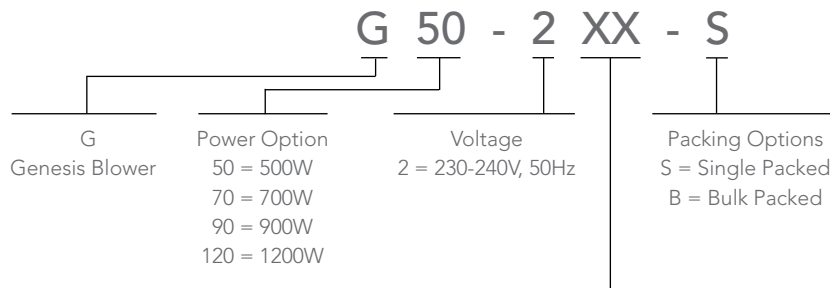 G 50 - 2 XX - S
G
Genesis Blower
Power Option
50 = 500W
70 = 700W
90 = 900W
120 = 1200W
Voltage
2 = 230-240V, 50Hz
Packing Options
S = Single Packed
B = Bulk Packed